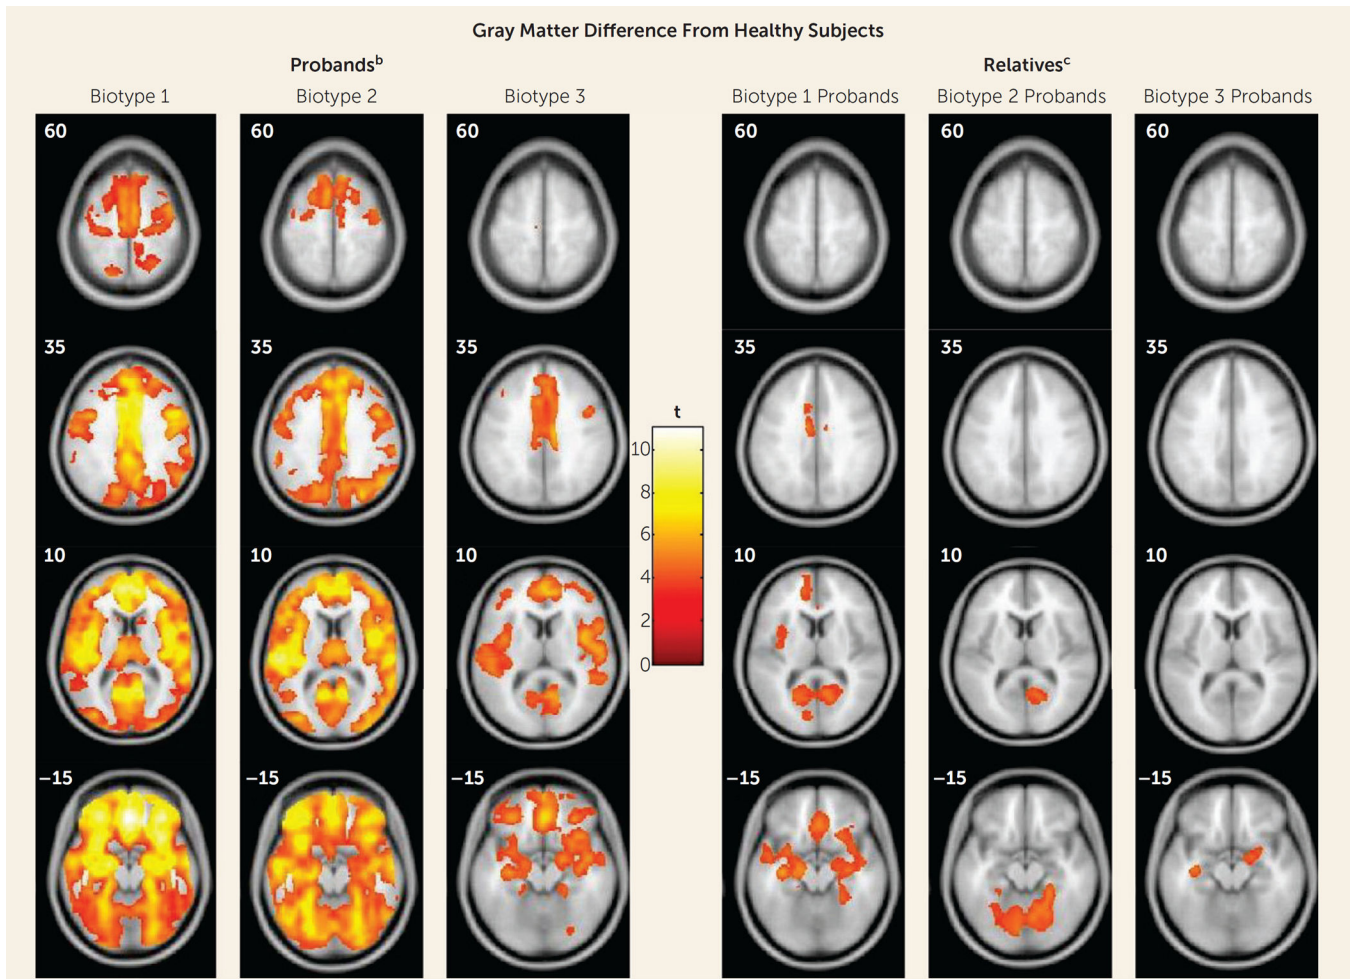 Gray Matter Difference From Healthy Subjects
Probandsᵇ Relativesᶜ
Biotype 1 Biotype 2 Biotype 3 Biotype 1 Probands Biotype 2 Probands Biotype 3 Probands
60 60 60 60 60 60
35 35 35 35 35 35
t
10
8
6
4
2
0
10 10 10 10 10 10
−15 −15 −15 −15 −15 −15